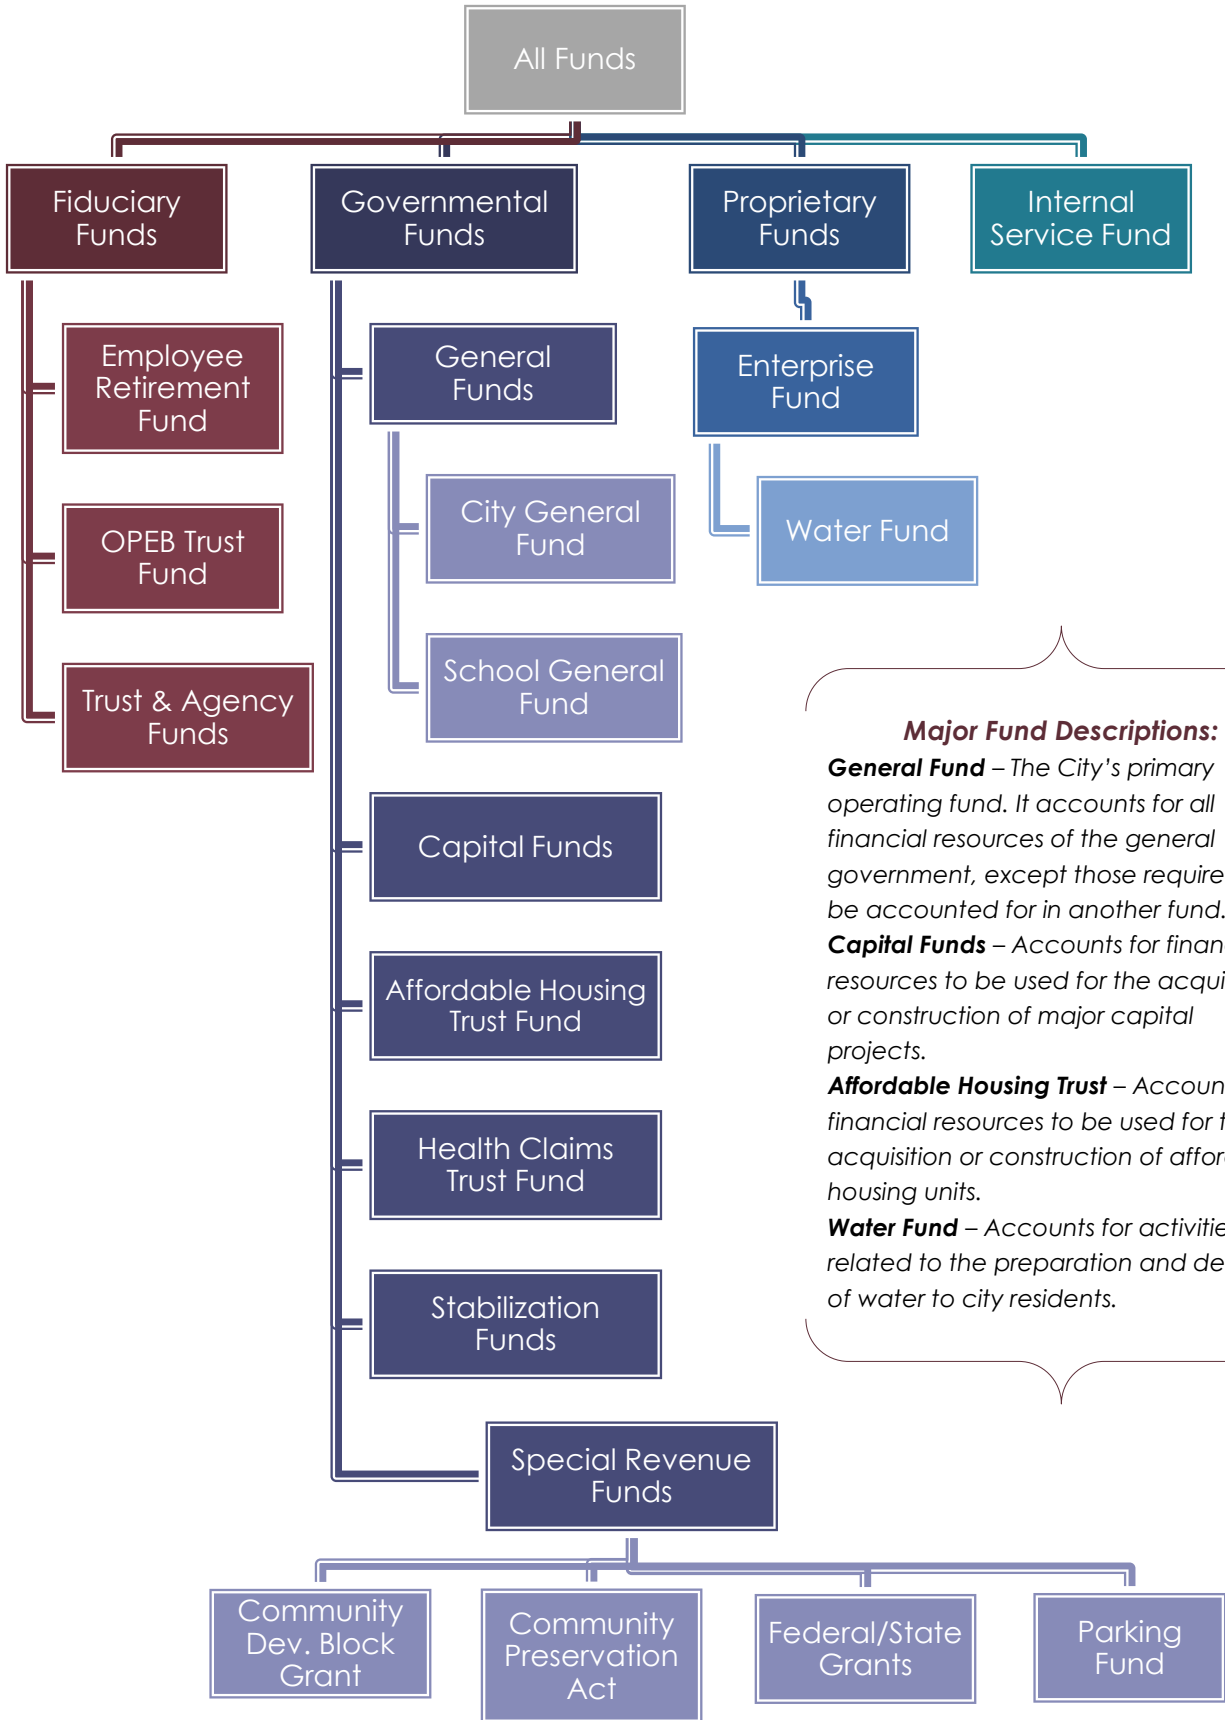 All Funds
Fiduciary
Funds
Governmental
Funds
Proprietary
Funds
Internal
Service Fund
Employee
Retirement
Fund
OPEB Trust
Fund
Trust & Agency
Funds
General
Funds
City General
Fund
School General
Fund
Capital Funds
Affordable Housing
Trust Fund
Health Claims
Trust Fund
Stabilization
Funds
Special Revenue
Funds
Community
Dev. Block
Grant
Community
Preservation
Act
Federal/State
Grants
Parking
Fund
Enterprise
Fund
Water Fund
Major Fund Descriptions:
General Fund – The City’s primary
operating fund. It accounts for all
financial resources of the general
government, except those require
be accounted for in another fund.
Capital Funds – Accounts for finan
resources to be used for the acqui
or construction of major capital
projects.
Affordable Housing Trust – Accoun
financial resources to be used for
acquisition or construction of affor
housing units.
Water Fund – Accounts for activitie
related to the preparation and de
of water to city residents.